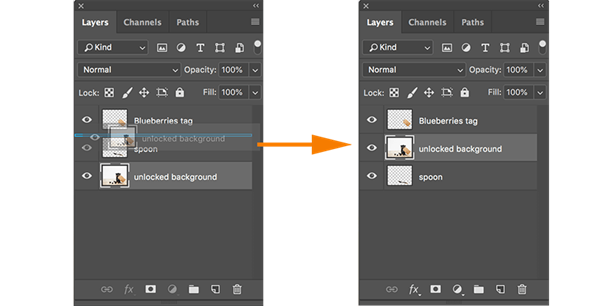 Layers Channels Paths
Kind
Normal Opacity: 100%
Lock: Fill: 100%
Blueberries tag
unlocked background
spoon
unlocked background
fx
Layers Channels Paths
Kind
Normal Opacity: 100%
Lock: Fill: 100%
Blueberries tag
unlocked background
spoon
fx